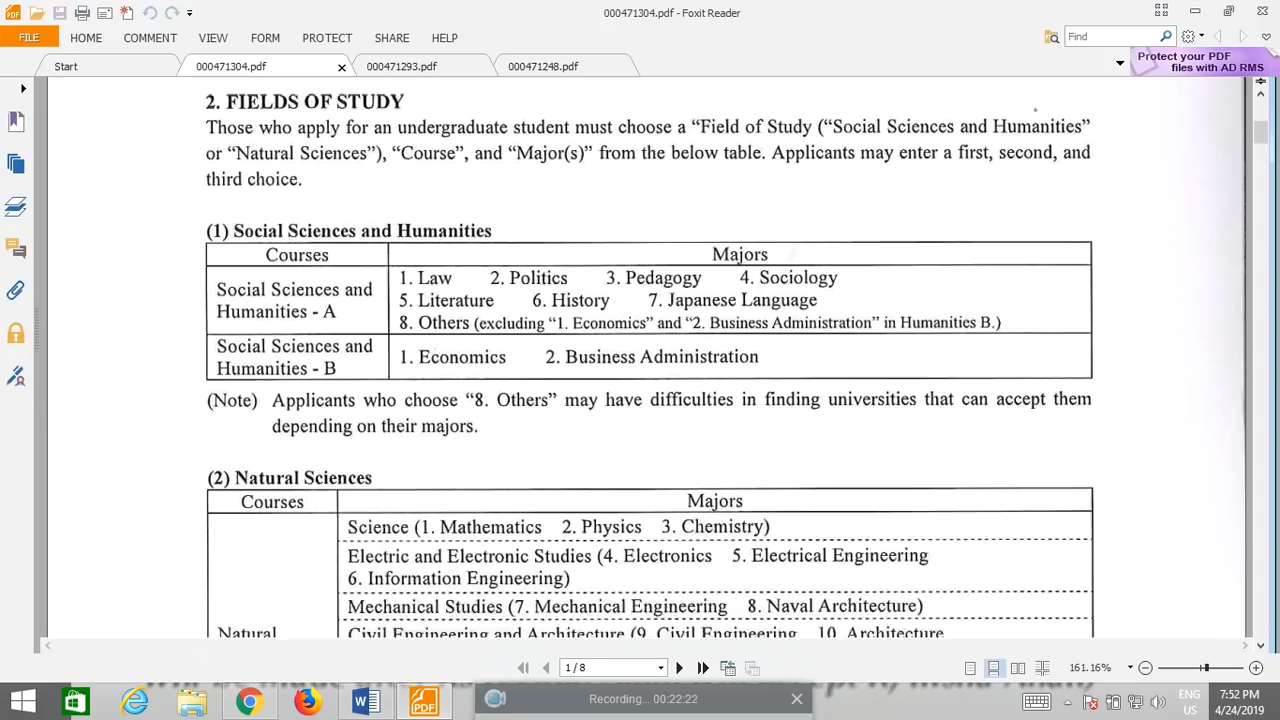 000471304.pdf - Foxit Reader
FILE HOME COMMENT VIEW FORM PROTECT SHARE HELP
Find
Start 000471304.pdf 000471293.pdf 000471248.pdf
Protect your PDF
files with AD RMS
2. FIELDS OF STUDY
Those who apply for an undergraduate student must choose a “Field of Study (“Social Sciences and Humanities”
or “Natural Sciences”), “Course”, and “Major(s)” from the below table. Applicants may enter a first, second, and
third choice.
(1) Social Sciences and Humanities
Courses Majors
Social Sciences and
Humanities - A
1. Law 2. Politics 3. Pedagogy 4. Sociology
5. Literature 6. History 7. Japanese Language
8. Others (excluding “1. Economics” and “2. Business Administration” in Humanities B.)
Social Sciences and
Humanities - B
1. Economics 2. Business Administration
(Note) Applicants who choose “8. Others” may have difficulties in finding universities that can accept them
depending on their majors.
(2) Natural Sciences
Courses Majors
Science (1. Mathematics 2. Physics 3. Chemistry)
Electric and Electronic Studies (4. Electronics 5. Electrical Engineering
6. Information Engineering)
Mechanical Studies (7. Mechanical Engineering 8. Naval Architecture)
Natural
Civil Engineering and Architecture (9. Civil Engineering 10. Architecture
1 / 8
161.16%
Recording... 00:22:22
ENG
US
7:52 PM
4/24/2019